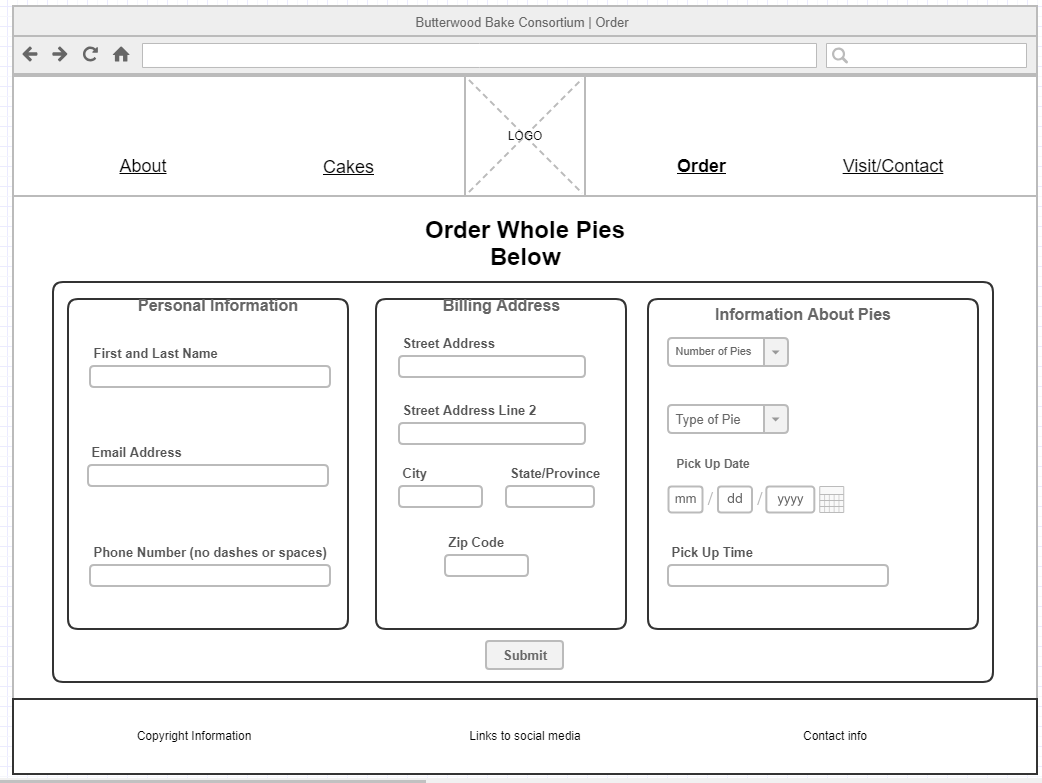 Butterwood Bake Consortium | Order
About
Cakes
LOGO
Order
Visit/Contact
Order Whole Pies
Below
Personal Information
First and Last Name
Email Address
Phone Number (no dashes or spaces)
Billing Address
Street Address
Street Address Line 2
City
State/Province
Zip Code
Information About Pies
Number of Pies
Type of Pie
Pick Up Date
mm / dd / yyyy
Pick Up Time
Submit
Copyright Information
Links to social media
Contact info